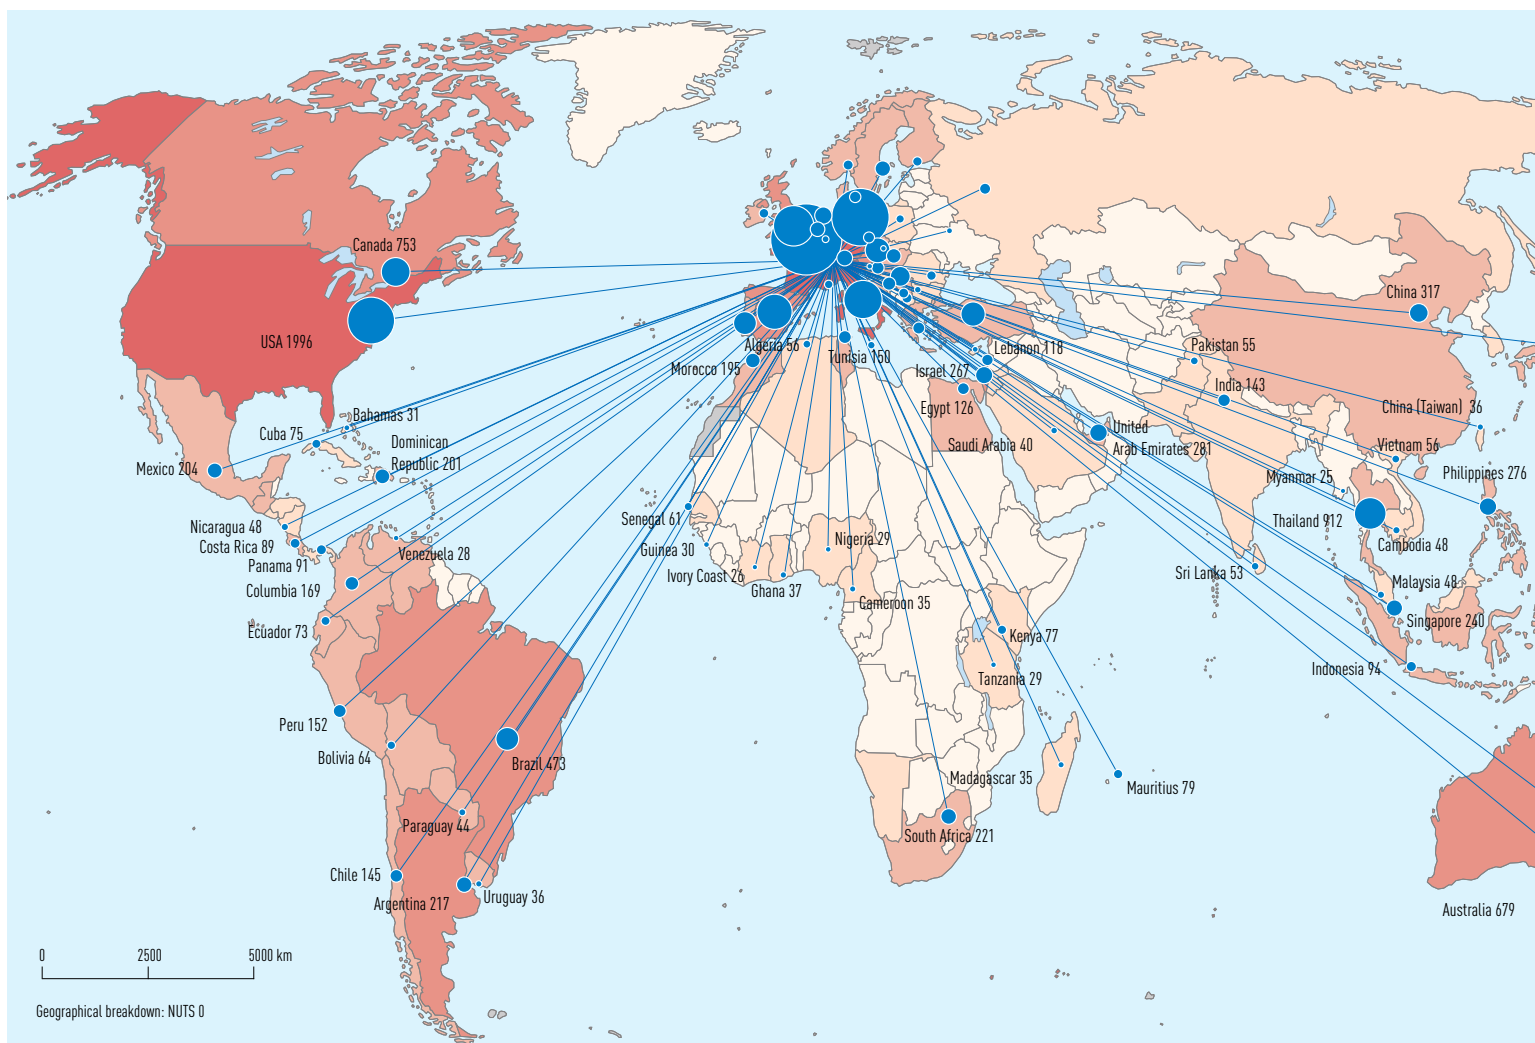 Canada 753
USA 1996
Bahamas 31
Cuba 75
Dominican
Republic 201
Mexico 204
Nicaragua 48
Costa Rica 89
Panama 91
Venezuela 28
Columbia 169
Ecuador 73
Peru 152
Bolivia 64
Brazil 473
Paraguay 44
Chile 145
Argentina 217
Uruguay 36
Algeria 56
Morocco 195
Tunisia 150
Lebanon 118
Israel 267
Egypt 126
Saudi Arabia 40
United
Arab Emirates 281
Senegal 61
Guinea 30
Ivory Coast 26
Ghana 37
Nigeria 29
Cameroon 35
Kenya 77
Tanzania 29
Madagascar 35
Mauritius 79
South Africa 221
China 317
Pakistan 55
India 143
China (Taiwan) 36
Vietnam 56
Myanmar 25
Philippines 276
Thailand 912
Cambodia 48
Sri Lanka 53
Malaysia 48
Singapore 240
Indonesia 94
Australia 679
0 2500 5000 km
Geographical breakdown: NUTS 0